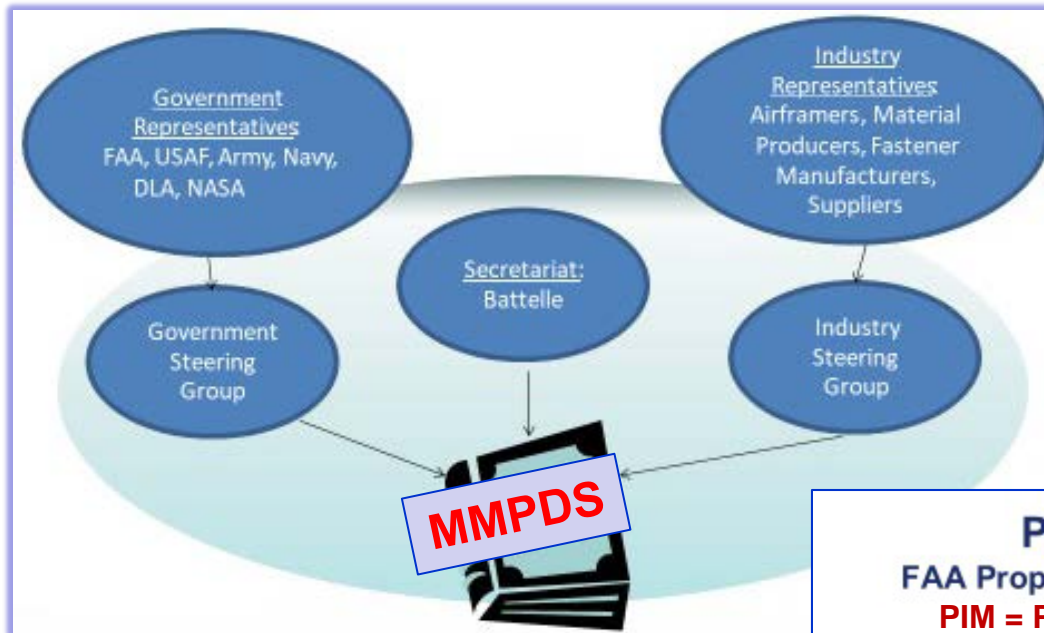 Government
Representatives:
FAA, USAF, Army, Navy,
DLA, NASA
Industry
Representatives:
Airframers, Material
Producers, Fastener
Manufacturers,
Suppliers
Secretariat:
Battelle
Government
Steering
Group
Industry
Steering
Group
MMPDS
P
FAA Prop
PIM = P